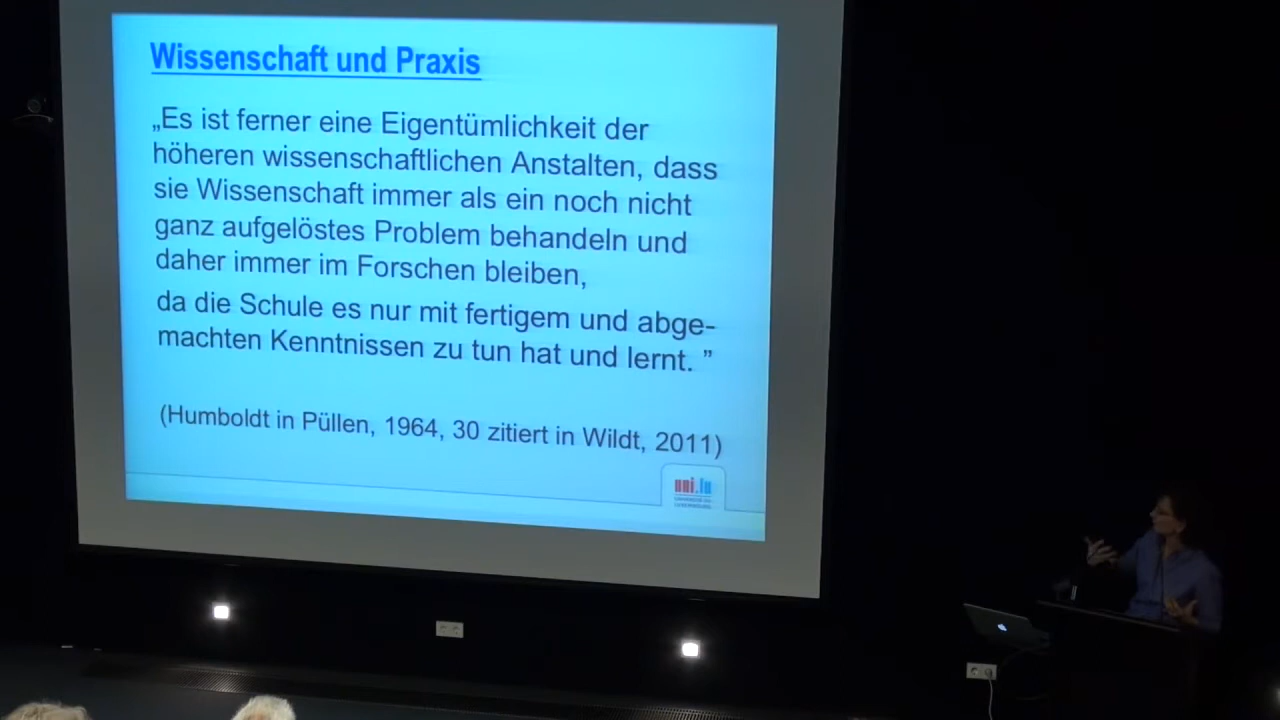 Wissenschaft und Praxis
„Es ist ferner eine Eigentümlichkeit der
höheren wissenschaftlichen Anstalten, dass
sie Wissenschaft immer als ein noch nicht
ganz aufgelöstes Problem behandeln und
daher immer im Forschen bleiben,
da die Schule es nur mit fertigem und abge-
machten Kenntnissen zu tun hat und lernt. ”
(Humboldt in Püllen, 1964, 30 zitiert in Wildt, 2011)
uni.lu
UNIVERSITÉ DU
LUXEMBOURG